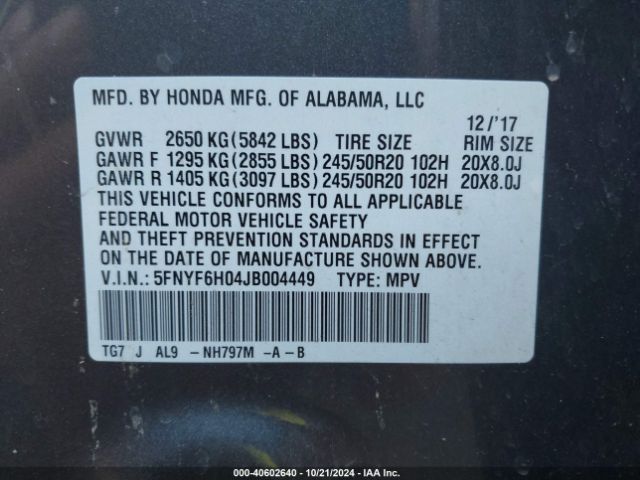 MFD. BY HONDA MFG. OF ALABAMA, LLC
12/'17
GVWR 2650 KG (5842 LBS) TIRE SIZE RIM SIZE
GAWR F 1295 KG (2855 LBS) 245/50R20 102H 20X8.0J
GAWR R 1405 KG (3097 LBS) 245/50R20 102H 20X8.0J
THIS VEHICLE CONFORMS TO ALL APPLICABLE
FEDERAL MOTOR VEHICLE SAFETY
AND THEFT PREVENTION STANDARDS IN EFFECT
ON THE DATE OF MANUFACTURE SHOWN ABOVE.
V.I.N.: 5FNYF6H04JB004449 TYPE: MPV
TG7 J AL9 -NH797M -A-B
000-40602640 - 10/21/2024 - IAA Inc.